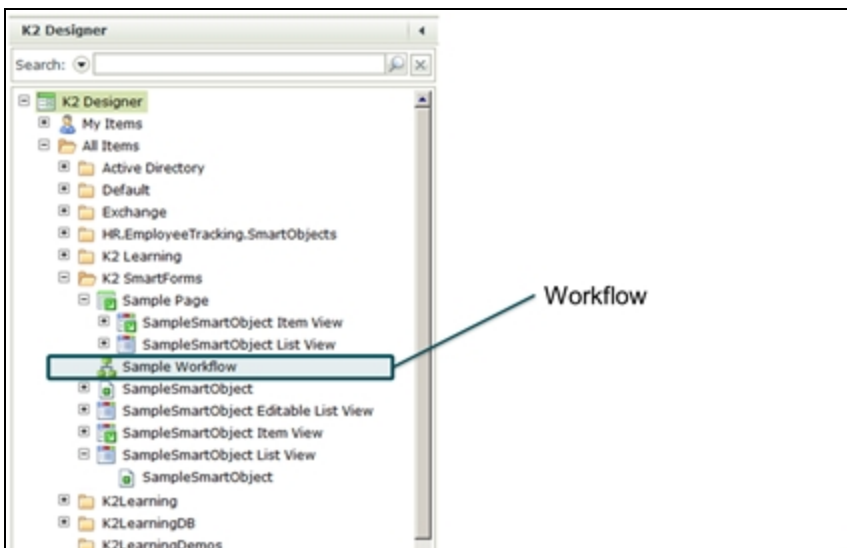 K2 Designer
Search:
K2 Designer
My Items
All Items
Active Directory
Default
Exchange
HR.EmployeeTracking.SmartObjects
K2 Learning
K2 SmartForms
Sample Page
SampleSmartObject Item View
SampleSmartObject List View
Sample Workflow
SampleSmartObject
SampleSmartObject Editable List View
SampleSmartObject Item View
SampleSmartObject List View
SampleSmartObject
K2Learning
K2LearningDB
K2LearningDemos
Workflow